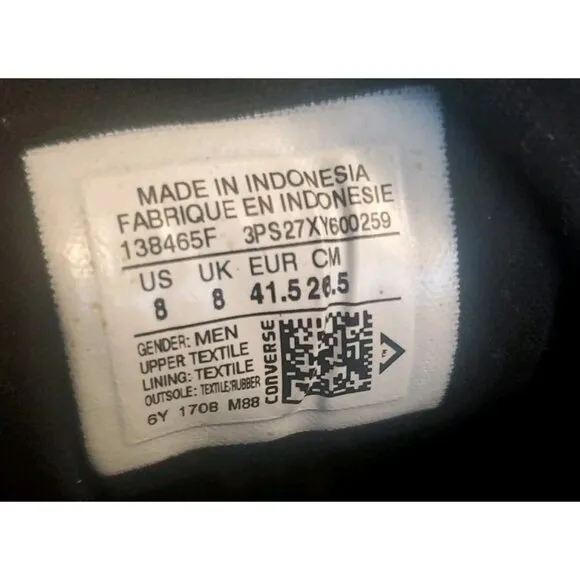 MADE IN INDONESIA
FABRIQUE EN INDONESIE
138465F 3PS27XY600259
US UK EUR CM
8 8 41.5 26.5
GENDER: MEN
UPPER TEXTILE
LINING: TEXTILE
OUTSOLE: TEXTILE/RUBBER
6Y 1708 M88
CONVERSE